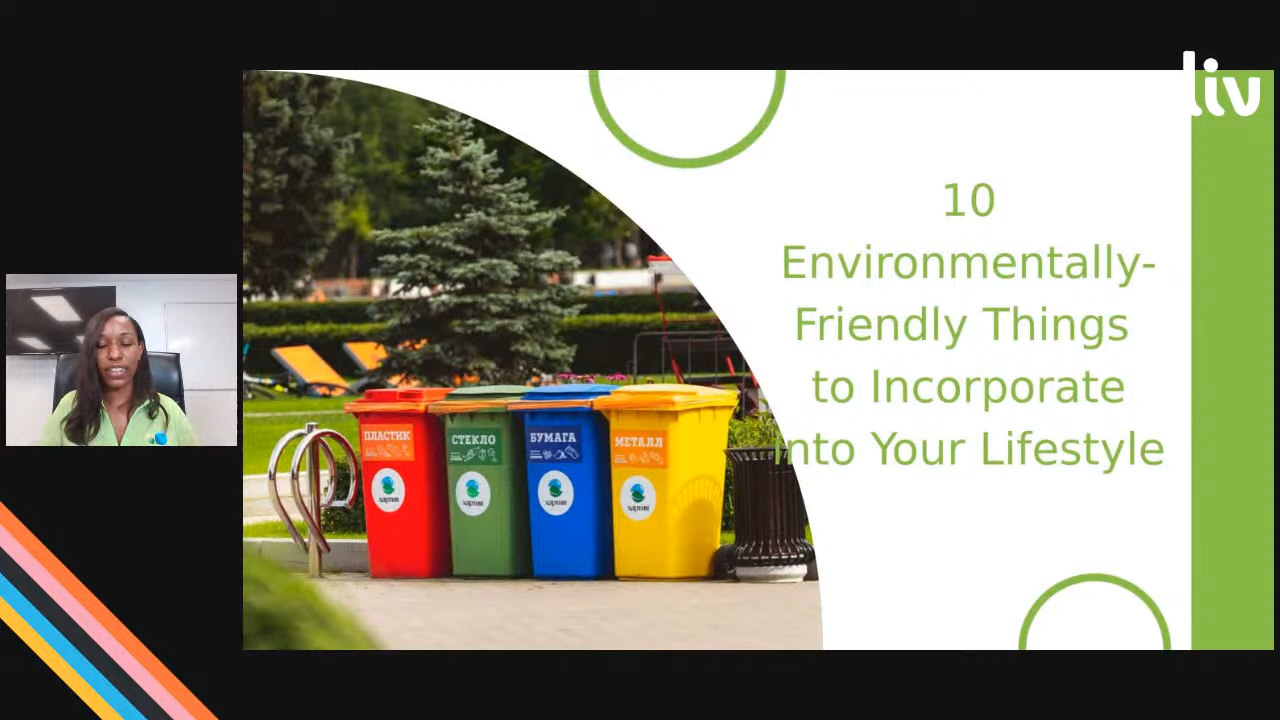 liv
10
Environmentally-
Friendly Things
to Incorporate
Into Your Lifestyle
ПЛАСТИК
СТЕКЛО
БУМАГА
МЕТАЛЛ